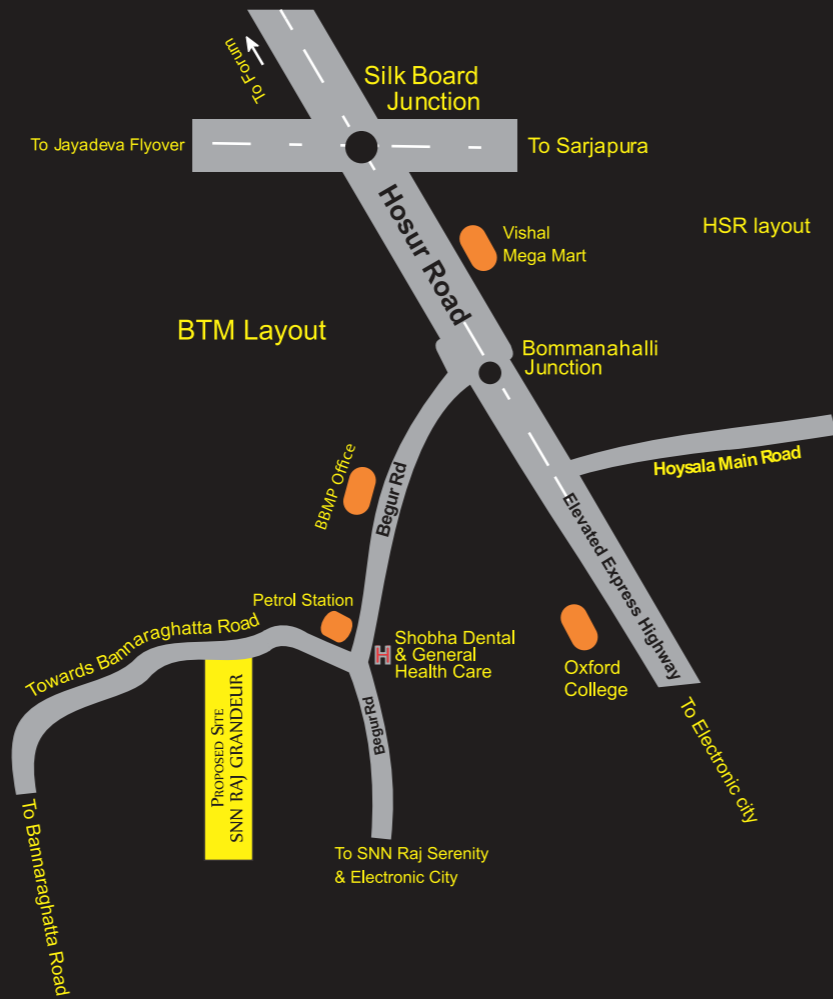 To Forum
Silk Board
Junction
To Jayadeva Flyover
To Sarjapura
Hosur Road
Vishal
Mega Mart
HSR layout
BTM Layout
Bommanahalli
Junction
Hoysala Main Road
BBMP Office
Begur Rd
Elevated Express Highway
Petrol Station
Towards Bannaraghatta Road
H
Shobha Dental
& General
Health Care
Oxford
College
PROPOSED SITE
SNN RAJ GRANDEUR
Begur Rd
To Electronic city
To Bannaraghatta Road
To SNN Raj Serenity
& Electronic City